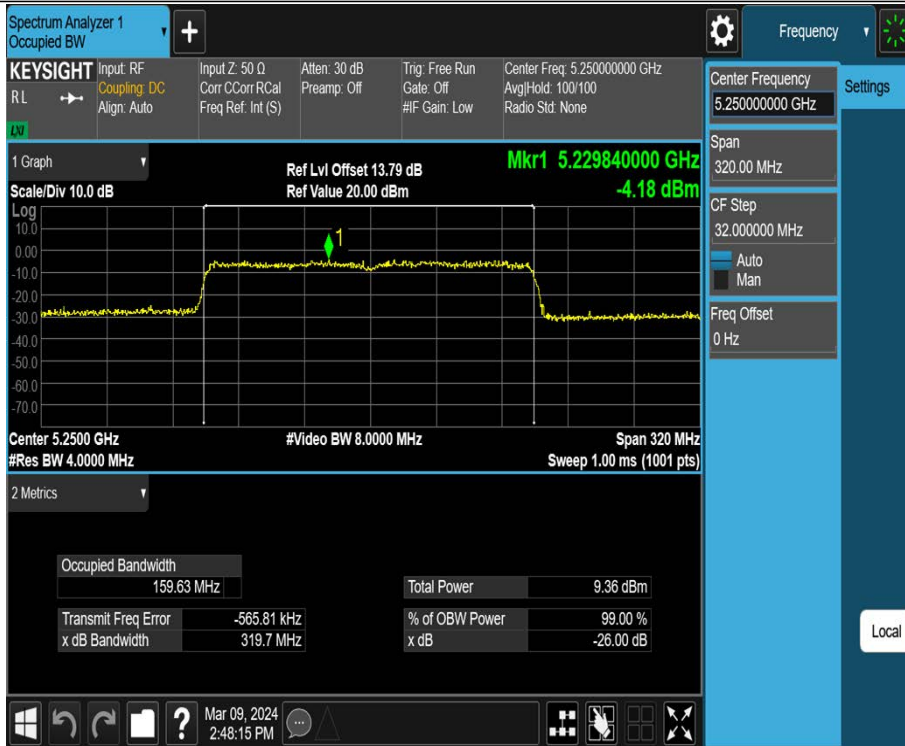 Spectrum Analyzer 1
Occupied BW
+
Frequency
KEYSIGHT
R L
LXI
Input: RF
Coupling: DC
Align: Auto
Input Z: 50 Ω
Corr CCorr RCal
Freq Ref: Int (S)
Atten: 30 dB
Preamp: Off
Trig: Free Run
Gate: Off
#IF Gain: Low
Center Freq: 5.250000000 GHz
Avg|Hold: 100/100
Radio Std: None
Center Frequency
5.250000000 GHz
Settings
Span
320.00 MHz
CF Step
32.000000 MHz
Auto
Man
Freq Offset
0 Hz
1 Graph
Scale/Div 10.0 dB
Ref Lvl Offset 13.79 dB
Ref Value 20.00 dBm
Mkr1 5.229840000 GHz
-4.18 dBm
Log
10.0
0.00
-10.0
-20.0
-30.0
-40.0
-50.0
-60.0
-70.0
1
Center 5.2500 GHz
#Res BW 4.0000 MHz
#Video BW 8.0000 MHz
Span 320 MHz
Sweep 1.00 ms (1001 pts)
2 Metrics
Occupied Bandwidth
159.63 MHz
Total Power 9.36 dBm
Transmit Freq Error -565.81 kHz
% of OBW Power 99.00 %
x dB Bandwidth 319.7 MHz
x dB -26.00 dB
Local
?
Mar 09, 2024
2:48:15 PM